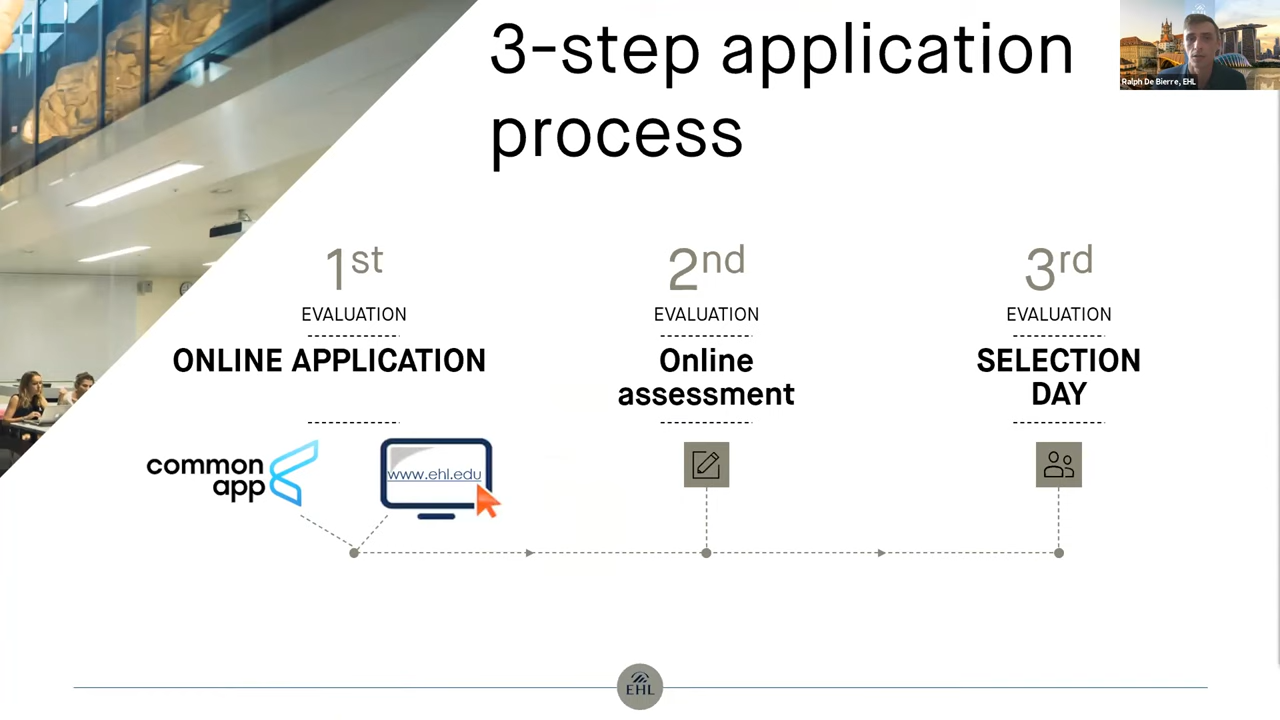 3-step application
process
Ralph De Bierre, EHL
1st
EVALUATION
ONLINE APPLICATION
common
app
www.ehl.edu
2nd
EVALUATION
Online
assessment
3rd
EVALUATION
SELECTION
DAY
EHL